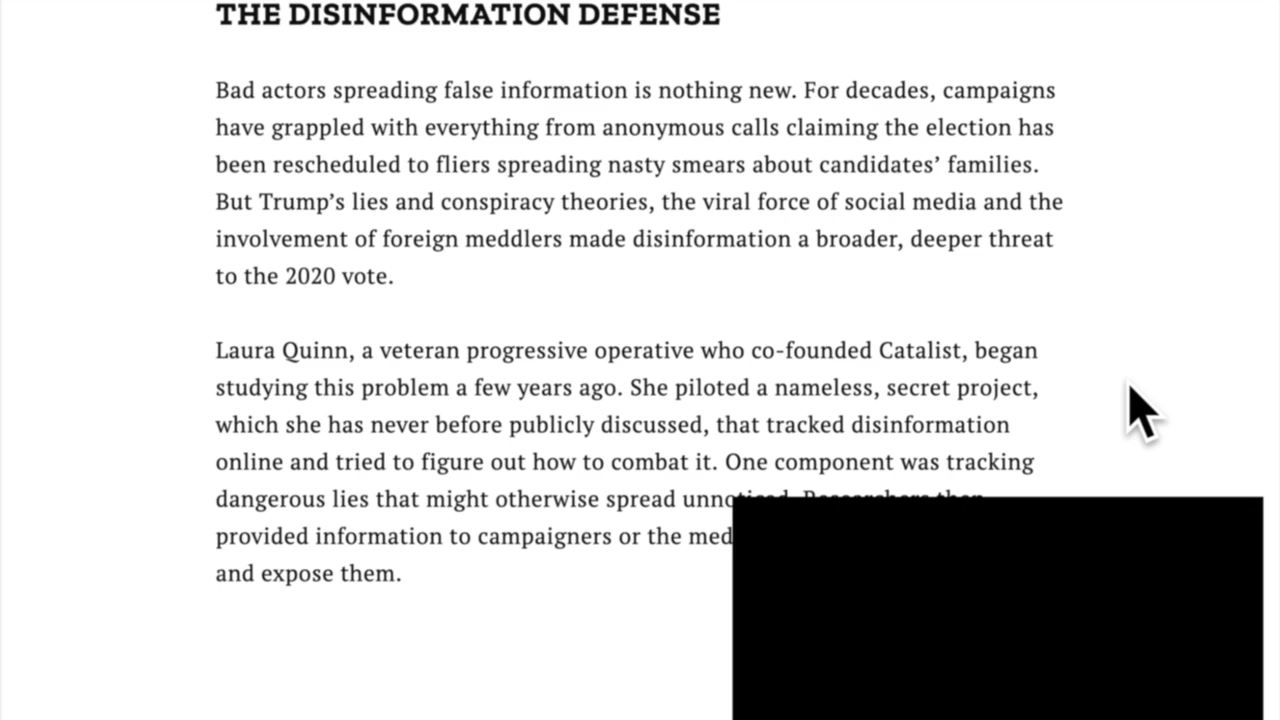 THE DISINFORMATION DEFENSE
Bad actors spreading false information is nothing new. For decades, campaigns
have grappled with everything from anonymous calls claiming the election has
been rescheduled to fliers spreading nasty smears about candidates’ families.
But Trump’s lies and conspiracy theories, the viral force of social media and the
involvement of foreign meddlers made disinformation a broader, deeper threat
to the 2020 vote.
Laura Quinn, a veteran progressive operative who co-founded Catalist, began
studying this problem a few years ago. She piloted a nameless, secret project,
which she has never before publicly discussed, that tracked disinformation
online and tried to figure out how to combat it. One component was tracking
dangerous lies that might otherwise spread
provided information to campaigners or the
and expose them.